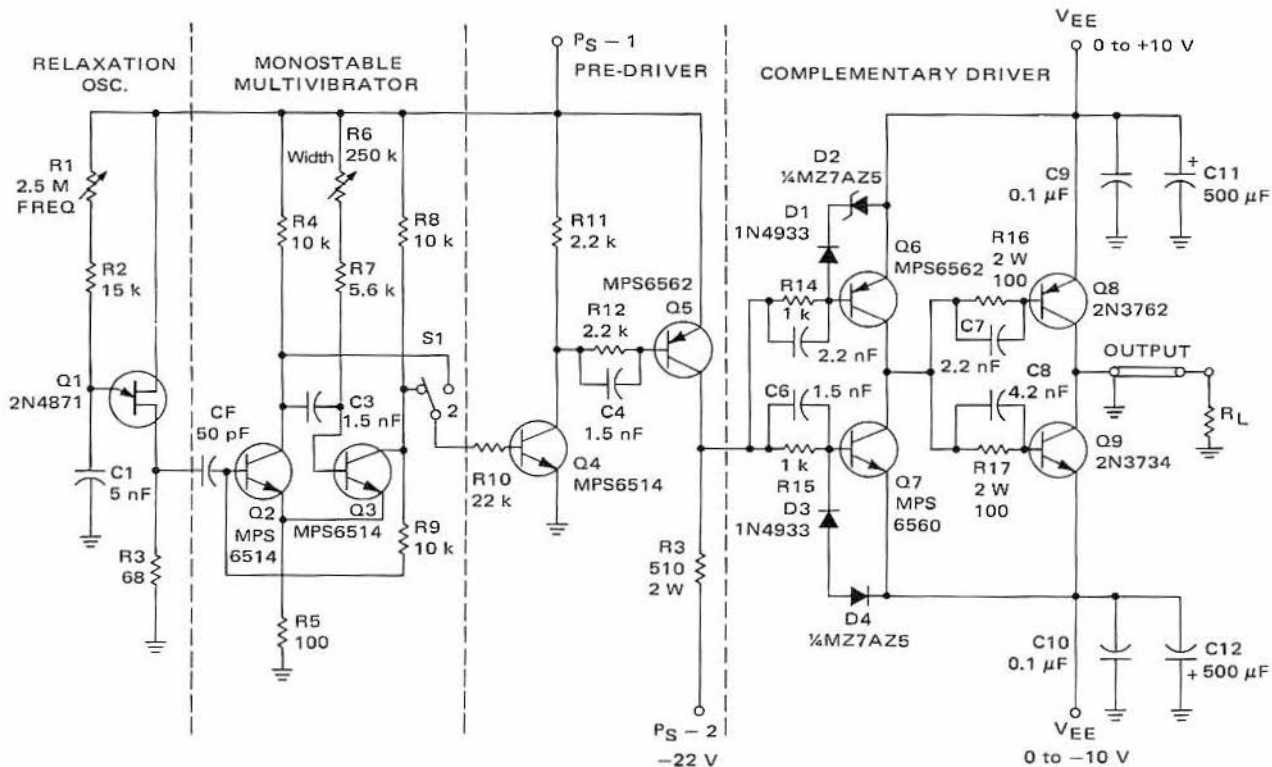 RELAXATION
OSC.
MONOSTABLE
MULTIVIBRATOR
PS – 1
PRE-DRIVER
COMPLEMENTARY DRIVER
VEE
0 to +10 V
R1
2.5 M
FREQ
R2
15 k
Q1
2N4871
C1
5 nF
R3
68
CF
50 pF
R4
10 k
Width
R6
250 k
R7
5.6 k
R8
10 k
C3
1.5 nF
Q2
MPS
6514
Q3
MPS6514
R9
10 k
R5
100
S1
2
R10
22 k
R11
2.2 k
MPS6562
Q5
R12
2.2 k
C4
1.5 nF
Q4
MPS6514
R3
510
2 W
PS – 2
–22 V
D2
¼MZ7AZ5
D1
1N4933
Q6
MPS6562
R14
1 k
2.2 nF
C6
1.5 nF
1 k
R15
Q7
MPS
6560
D3
1N4933
D4
¼MZ7AZ5
C9
0.1 µF
+
C11
500 µF
R16
2 W
100
Q8
2N3762
C7
2.2 nF
C8
4.2 nF
OUTPUT
RL
R17
2 W
100
Q9
2N3734
C10
0.1 µF
C12
+ 500 µF
VEE
0 to –10 V